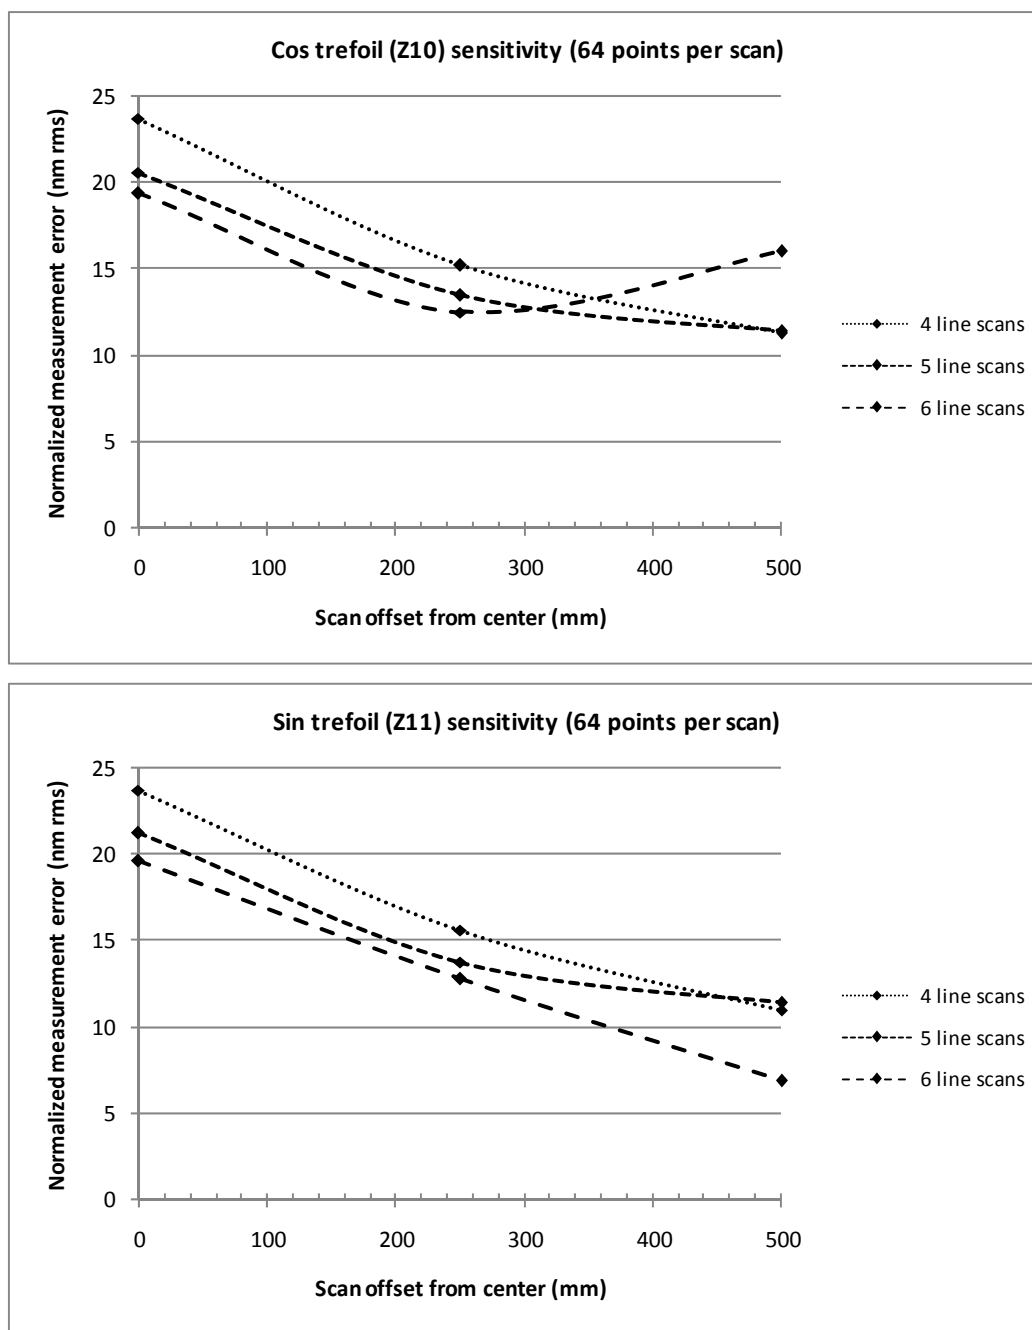 Cos trefoil (Z10) sensitivity (64 points per scan)
Normalized measurement error (nm rms)
25
20
15
10
5
0
0 100 200 300 400 500
Scan offset from center (mm)
4 line scans
5 line scans
6 line scans
Sin trefoil (Z11) sensitivity (64 points per scan)
Normalized measurement error (nm rms)
25
20
15
10
5
0
0 100 200 300 400 500
Scan offset from center (mm)
4 line scans
5 line scans
6 line scans